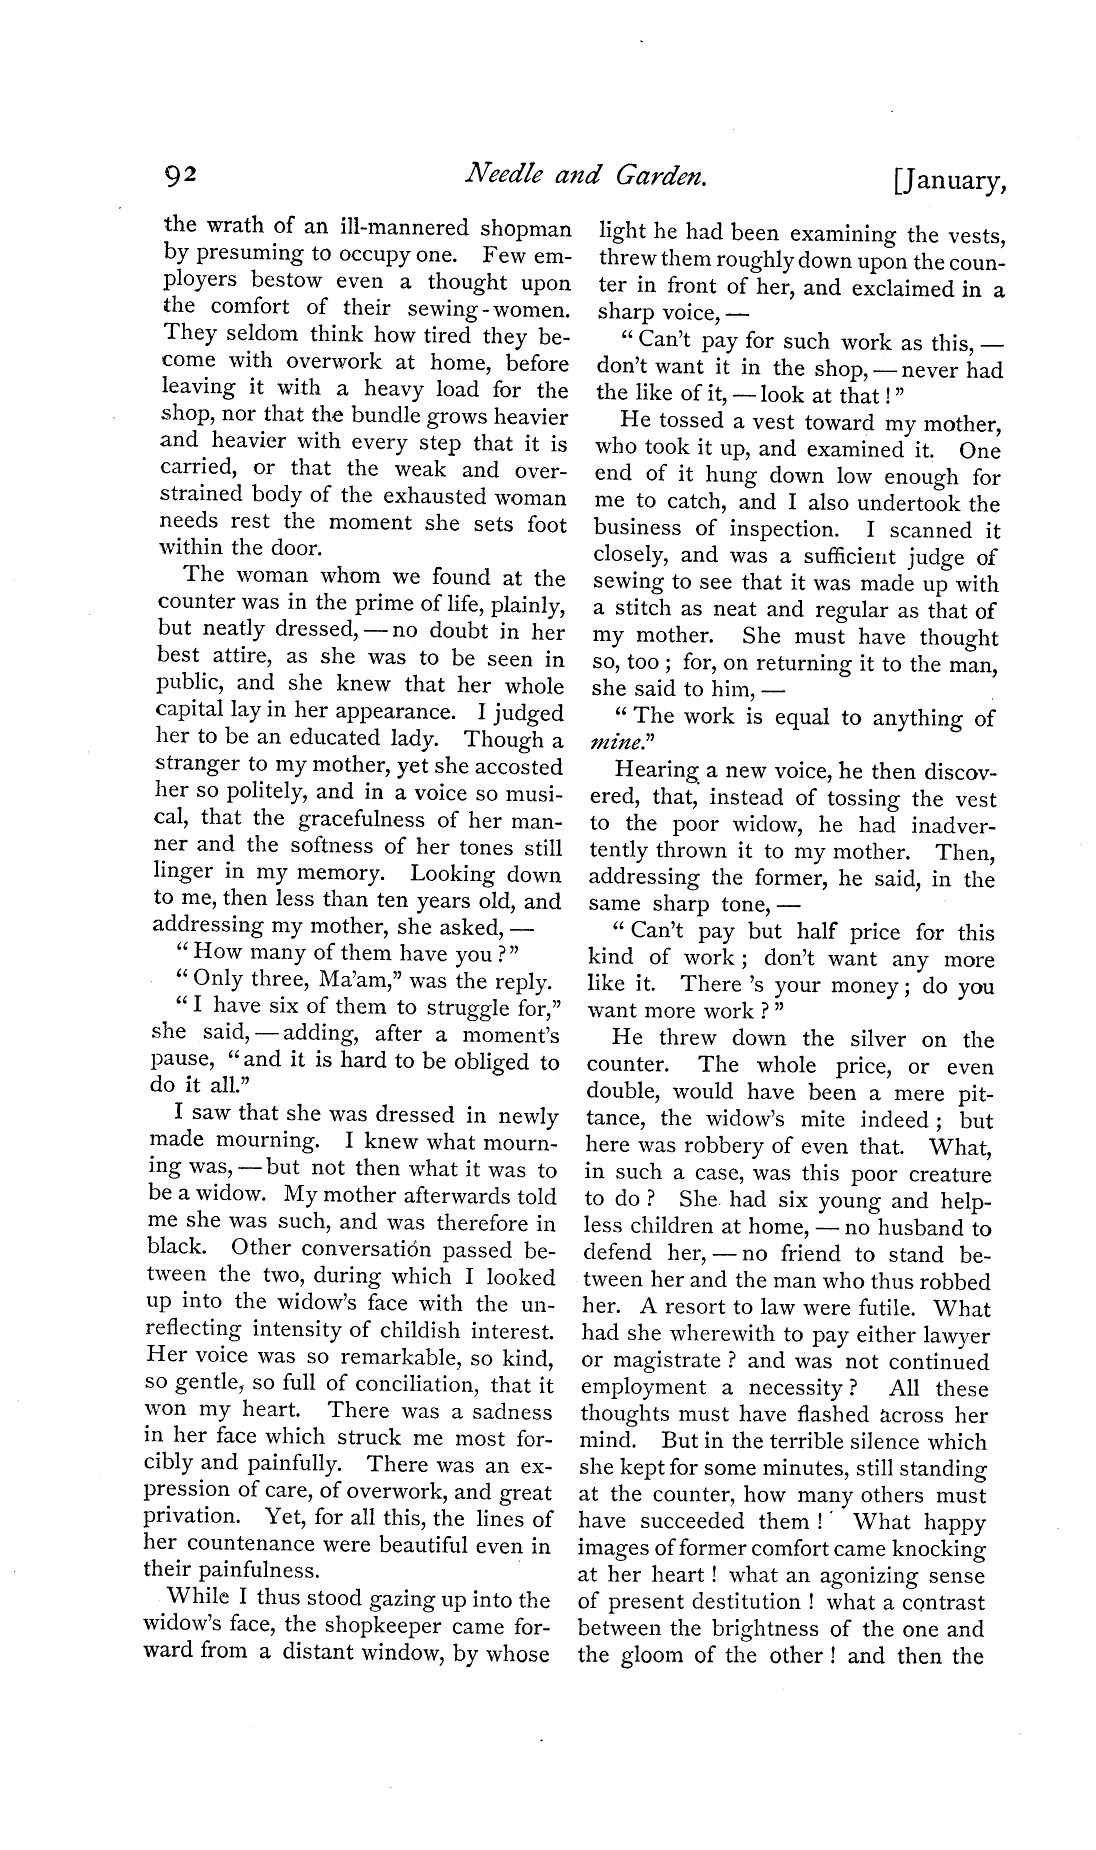 92 Needle and Garden. [January,
the wrath of an ill-mannered shopman
by presuming to occupy one. Few em-
ployers bestow even a thought upon
the comfort of their sewing-women.
They seldom think how tired they be-
come with overwork at home, before
leaving it with a heavy load for the
shop, nor that the bundle grows heavier
and heavier with every step that it is
carried, or that the weak and over-
strained body of the exhausted woman
needs rest the moment she sets foot
within the door.
The woman whom we found at the
counter was in the prime of life, plainly,
but neatly dressed, — no doubt in her
best attire, as she was to be seen in
public, and she knew that her whole
capital lay in her appearance. I judged
her to be an educated lady. Though a
stranger to my mother, yet she accosted
her so politely, and in a voice so musi-
cal, that the gracefulness of her man-
ner and the softness of her tones still
linger in my memory. Looking down
to me, then less than ten years old, and
addressing my mother, she asked, —
“How many of them have you?”
“Only three, Ma'am,” was the reply.
“I have six of them to struggle for,”
she said, — adding, after a moment's
pause, “and it is hard to be obliged to
do it all.”
I saw that she was dressed in newly
made mourning. I knew what mourn-
ing was, — but not then what it was to
be a widow. My mother afterwards told
me she was such, and was therefore in
black. Other conversation passed be-
tween the two, during which I looked
up into the widow's face with the un-
reflecting intensity of childish interest.
Her voice was so remarkable, so kind,
so gentle, so full of conciliation, that it
won my heart. There was a sadness
in her face which struck me most for-
cibly and painfully. There was an ex-
pression of care, of overwork, and great
privation. Yet, for all this, the lines of
her countenance were beautiful even in
their painfulness.
While I thus stood gazing up into the
widow's face, the shopkeeper came for-
ward from a distant window, by whose
light he had been examining the vests,
threw them roughly down upon the coun-
ter in front of her, and exclaimed in a
sharp voice, —
“Can't pay for such work as this, —
don't want it in the shop, — never had
the like of it, — look at that!”
He tossed a vest toward my mother,
who took it up, and examined it. One
end of it hung down low enough for
me to catch, and I also undertook the
business of inspection. I scanned it
closely, and was a sufficient judge of
sewing to see that it was made up with
a stitch as neat and regular as that of
my mother. She must have thought
so, too; for, on returning it to the man,
she said to him, —
“The work is equal to anything of
mine.”
Hearing a new voice, he then discov-
ered, that, instead of tossing the vest
to the poor widow, he had inadver-
tently thrown it to my mother. Then,
addressing the former, he said, in the
same sharp tone, —
“Can't pay but half price for this
kind of work; don't want any more
like it. There 's your money; do you
want more work?”
He threw down the silver on the
counter. The whole price, or even
double, would have been a mere pit-
tance, the widow's mite indeed; but
here was robbery of even that. What,
in such a case, was this poor creature
to do? She had six young and help-
less children at home, — no husband to
defend her, — no friend to stand be-
tween her and the man who thus robbed
her. A resort to law were futile. What
had she wherewith to pay either lawyer
or magistrate? and was not continued
employment a necessity? All these
thoughts must have flashed across her
mind. But in the terrible silence which
she kept for some minutes, still standing
at the counter, how many others must
have succeeded them! What happy
images of former comfort came knocking
at her heart! what an agonizing sense
of present destitution! what a contrast
between the brightness of the one and
the gloom of the other! and then the